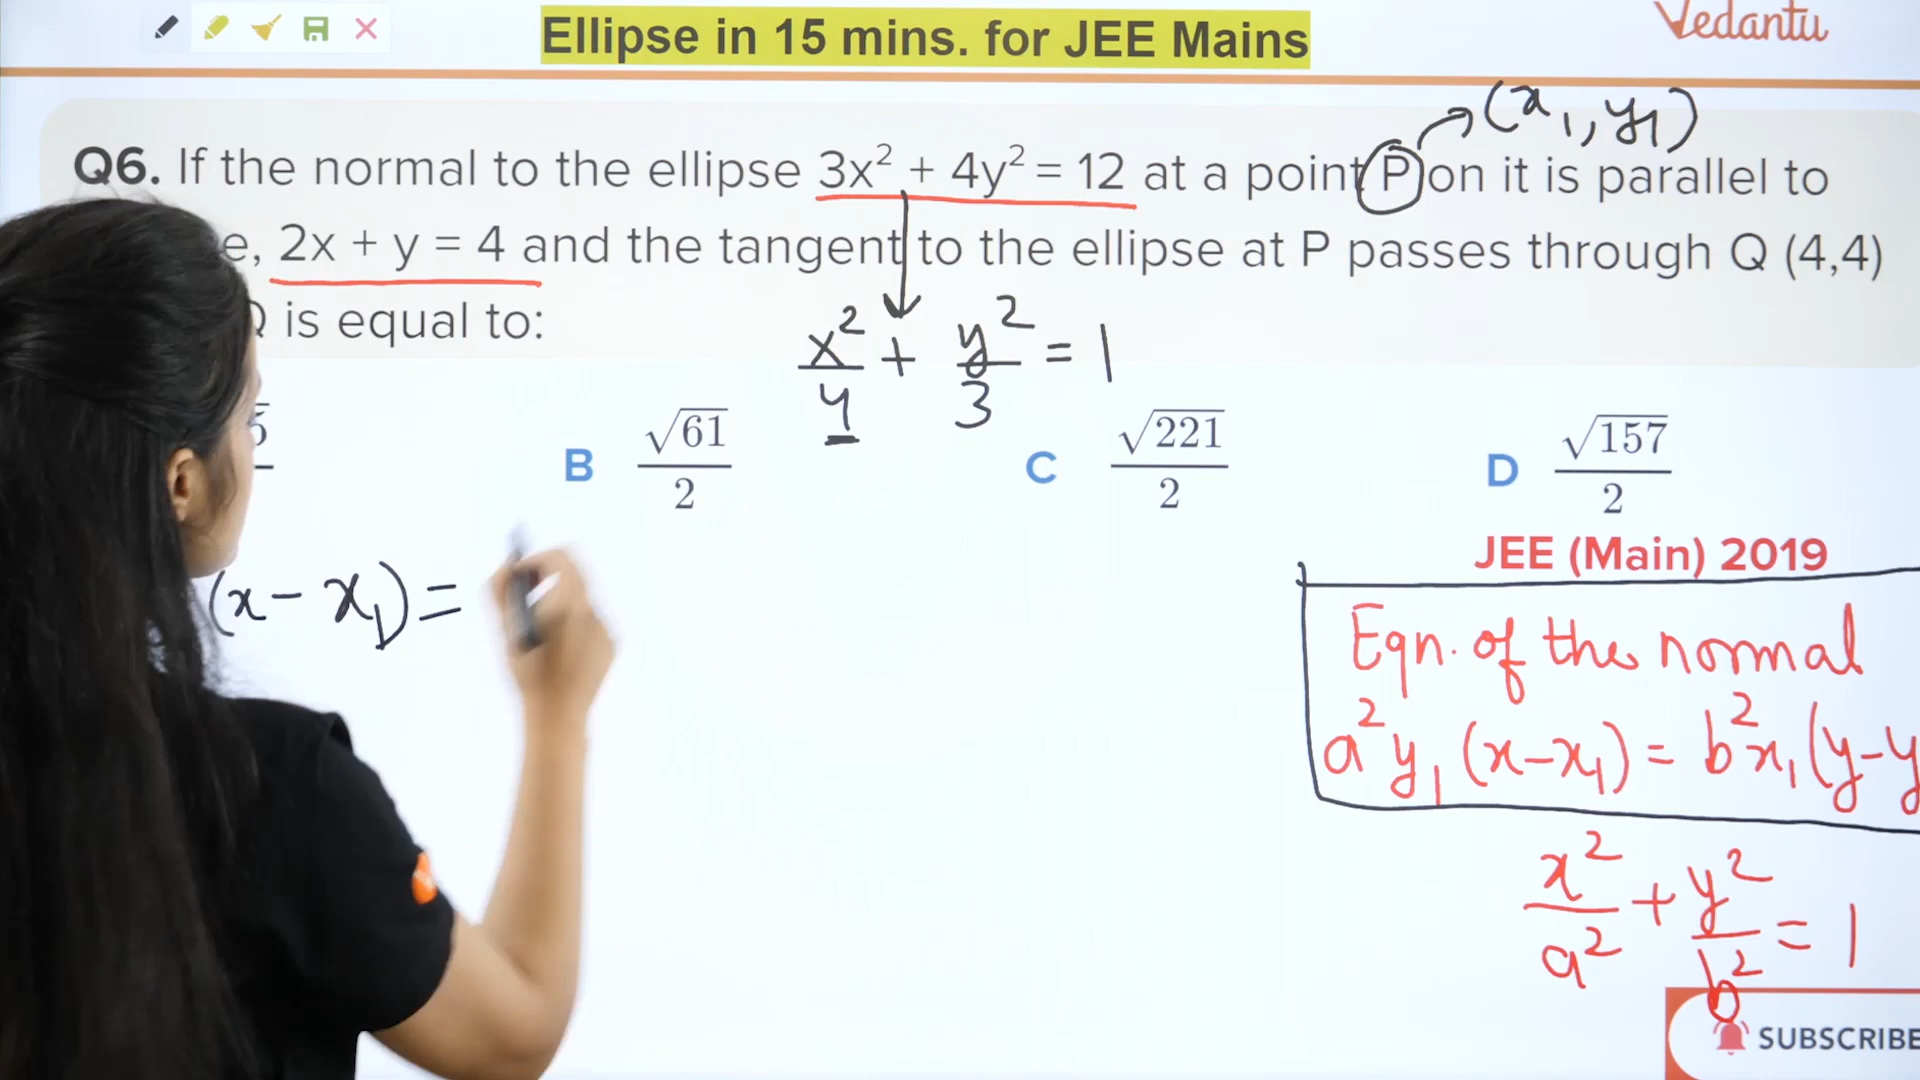 Ellipse in 15 mins. for JEE Mains
Vedantu
(x₁, y₁)
Q6. If the normal to the ellipse 3x² + 4y² = 12 at a point P on it is parallel to
e, 2x + y = 4 and the tangent to the ellipse at P passes through Q (4,4)
Q is equal to:
x²/4 + y²/3 = 1
B √61/2
C √221/2
D √157/2
JEE (Main) 2019
(x - x₁) =
Eqn. of the normal
a²y₁(x-x₁) = b²x₁(y-y
x²/a² + y²/b² = 1
SUBSCRIBE